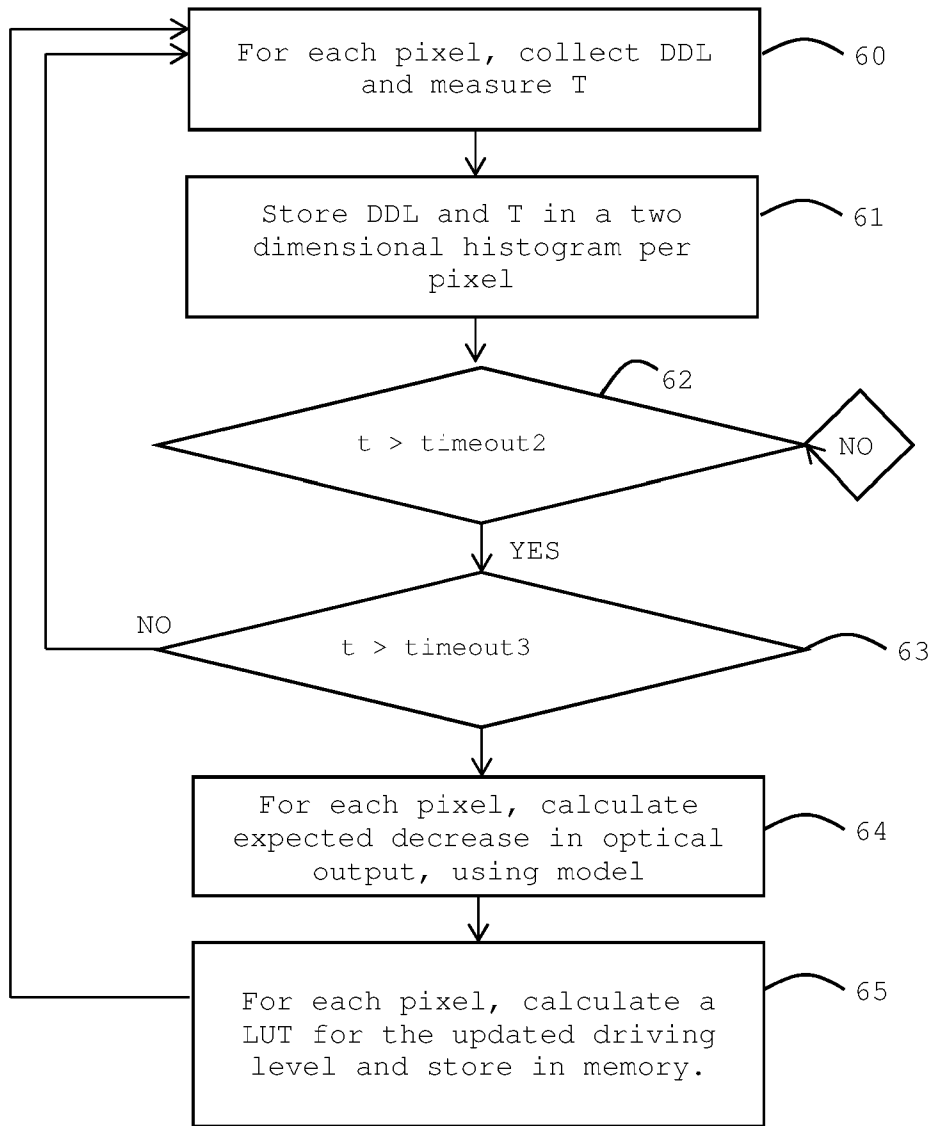 For each pixel, collect DDL
and measure T
60
Store DDL and T in a two
dimensional histogram per
pixel
61
62
t > timeout2
NO
YES
NO
t > timeout3
63
For each pixel, calculate
expected decrease in optical
output, using model
64
For each pixel, calculate a
LUT for the updated driving
level and store in memory.
65